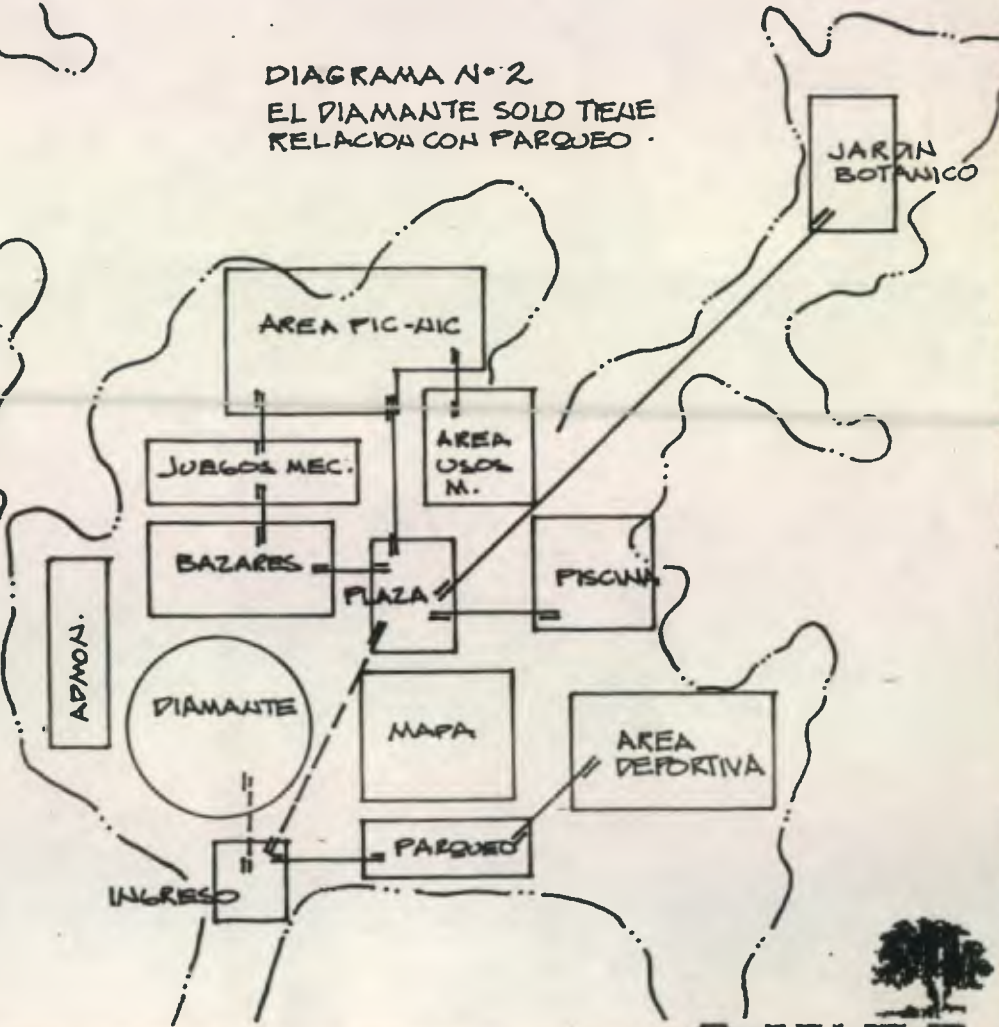 DIAGRAMA Nº 2
EL DIAMANTE SOLO TIENE
RELACION CON PARQUEO.
JARDIN
BOTANICO
AREA PIC-NIC
AREA
USOS
M.
JUEGOS MEC.
BAZARES
PLAZA
PISCINA
ADMON.
DIAMANTE
MAPA
AREA
DEPORTIVA
PARQUEO
INGRESO